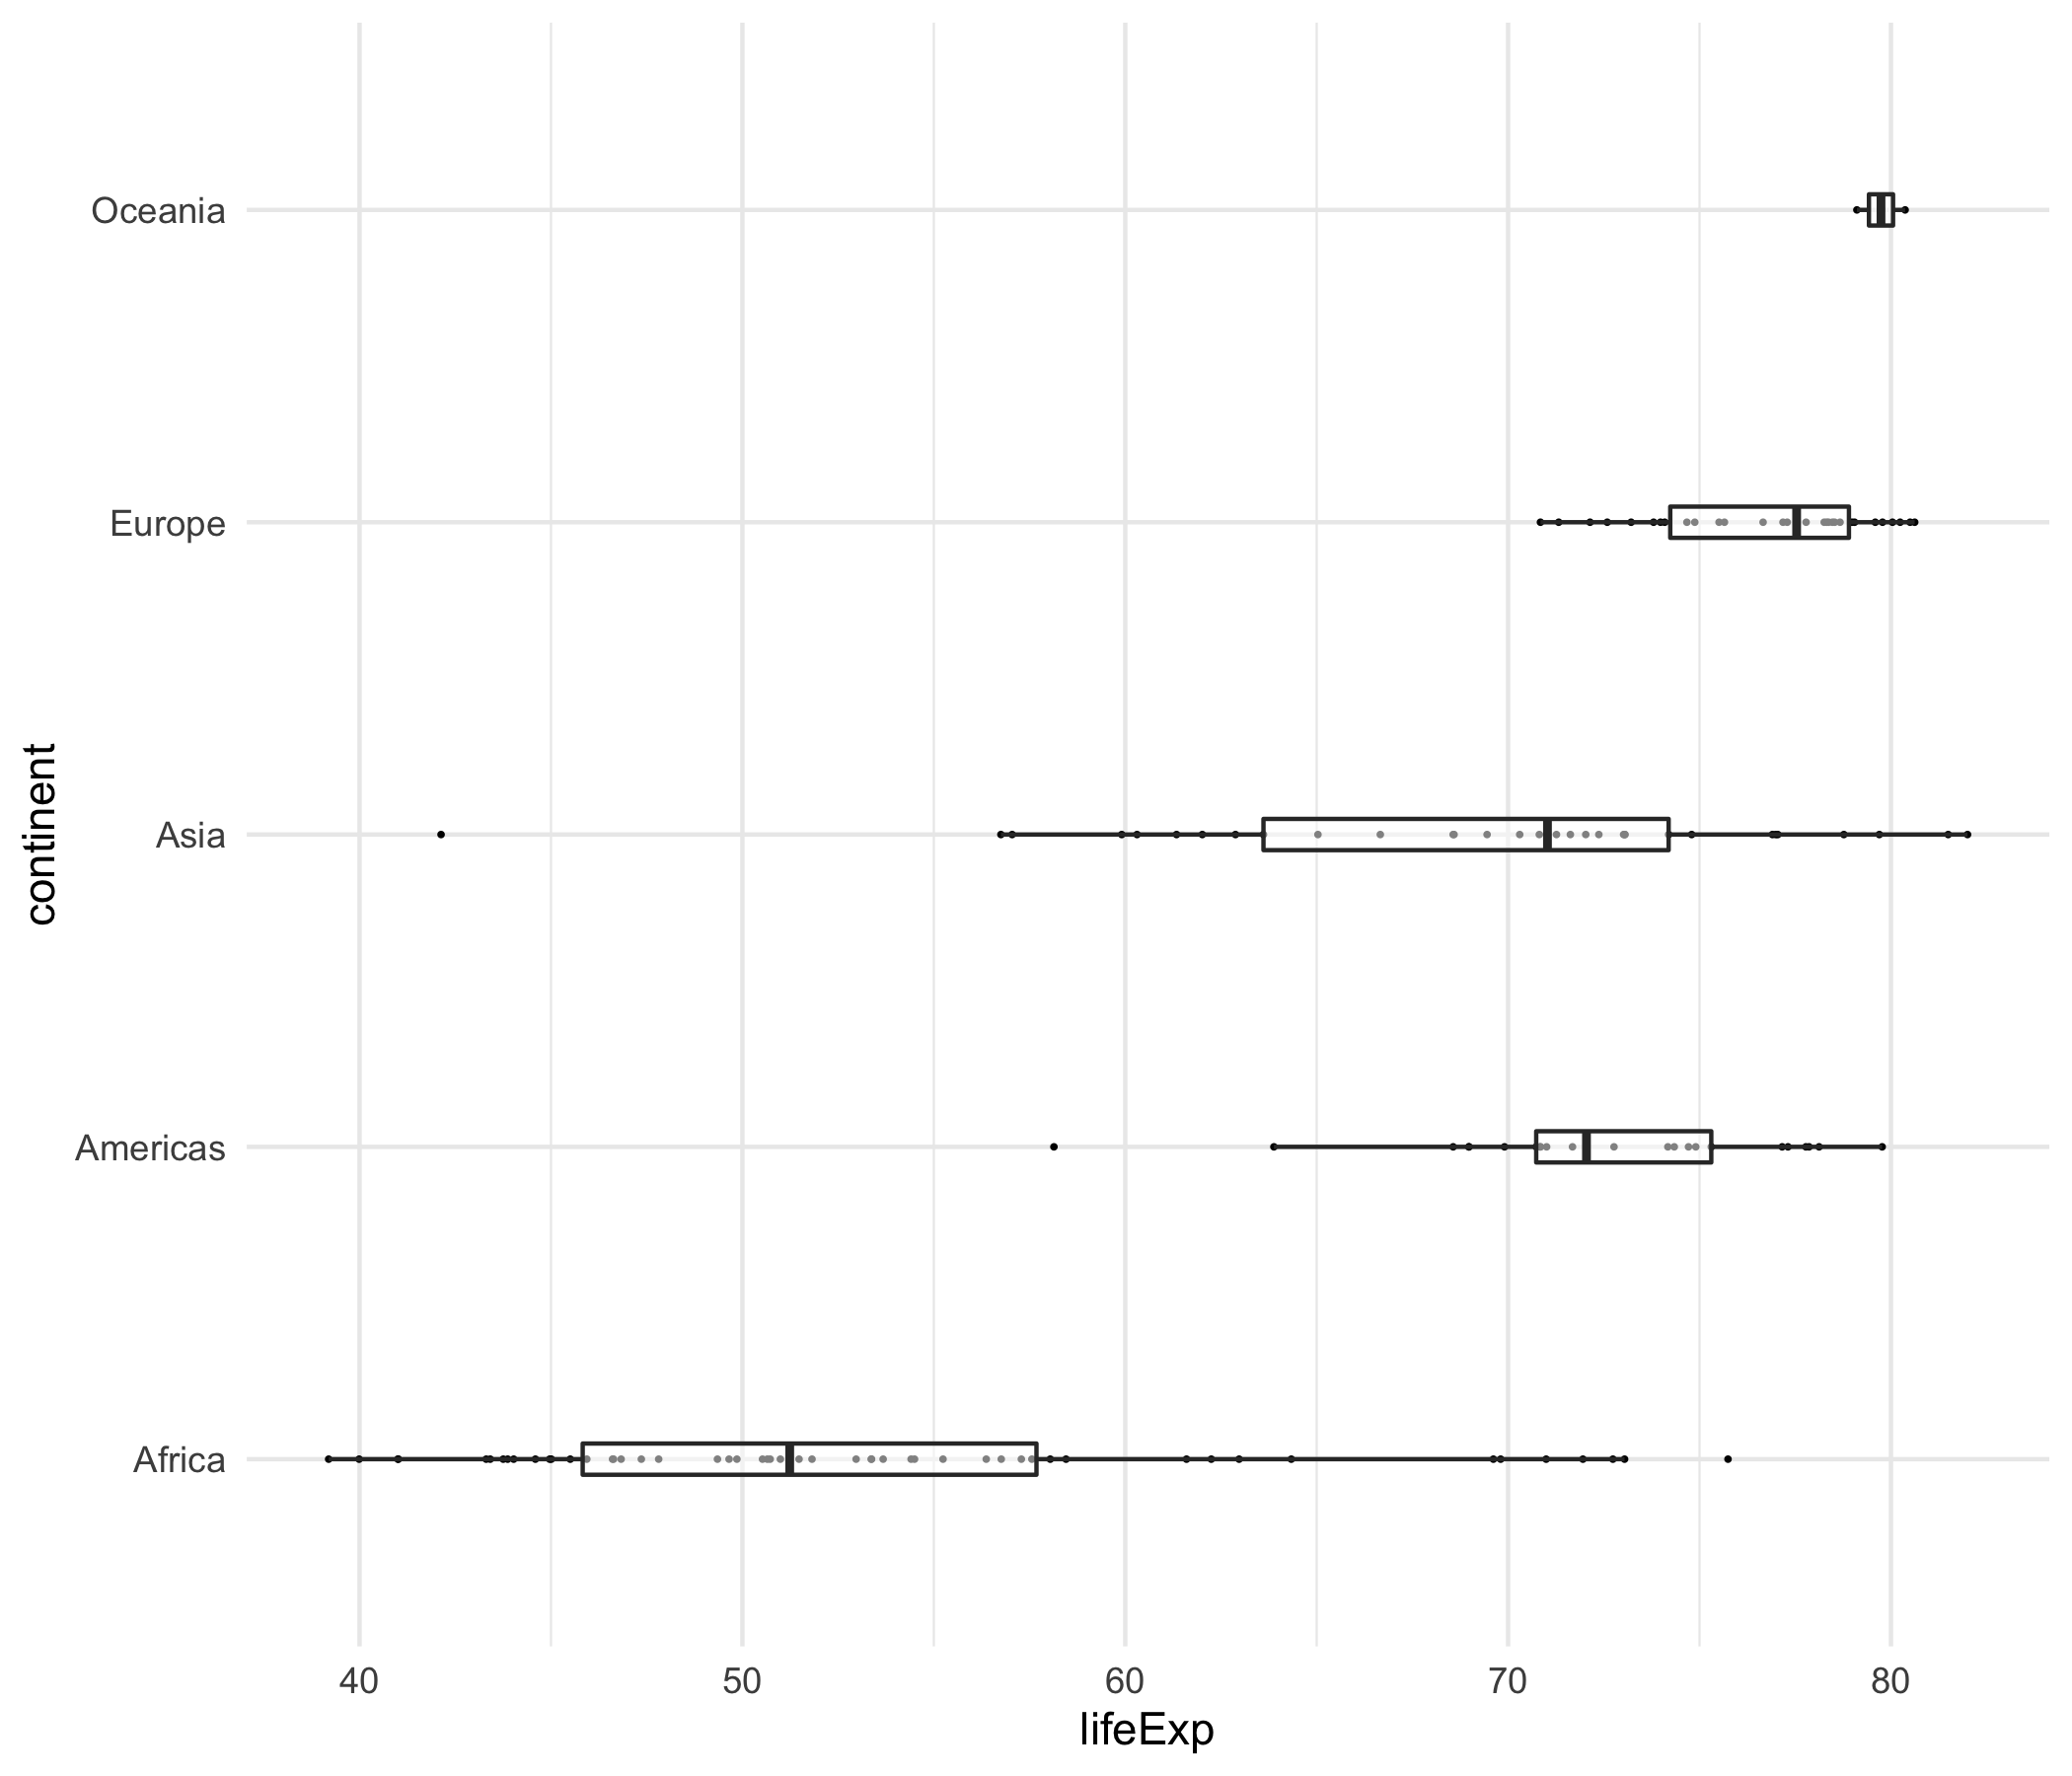 Oceania
Europe
Asia
Americas
Africa
continent
40 50 60 70 80
lifeExp